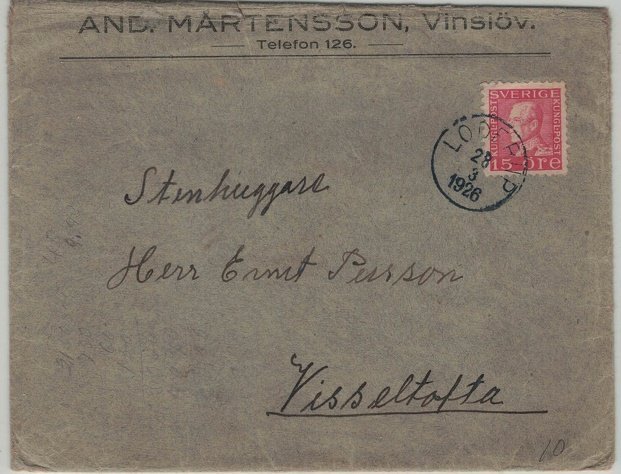 AND. MÅRTENSSON, Vinslöv.
Telefon 126.
SVERIGE
KUNGL POST
KUNGL POST
15 ÖRE
28
3
1926
Stenhuggare
Herr Ernst Persson
Visseltofta
10